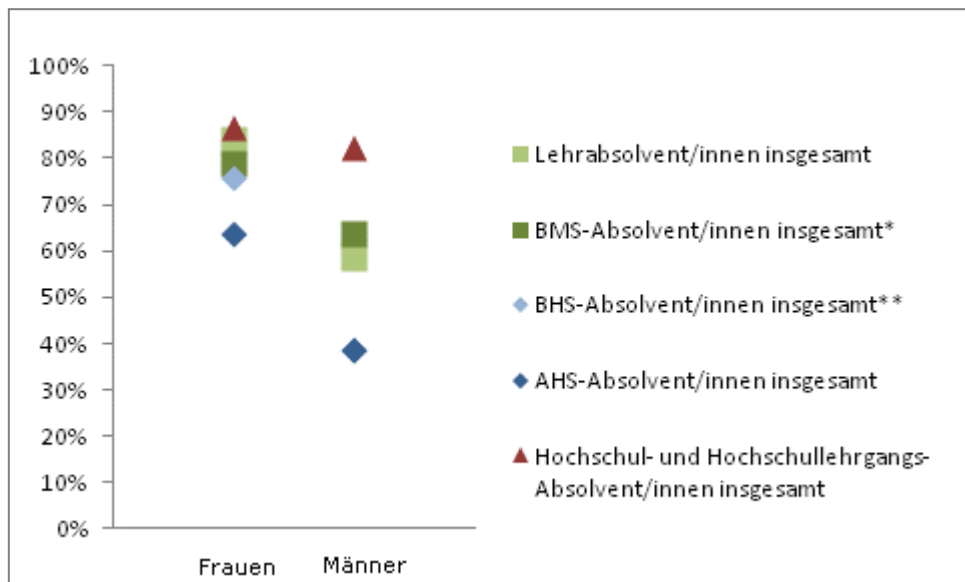 100%
90%
80%
70%
60%
50%
40%
30%
20%
10%
0%
Frauen
Männer
Lehrabsolvent/innen insgesamt
BMS-Absolvent/innen insgesamt*
BHS-Absolvent/innen insgesamt**
AHS-Absolvent/innen insgesamt
Hochschul- und Hochschullehrgangs-
Absolvent/innen insgesamt